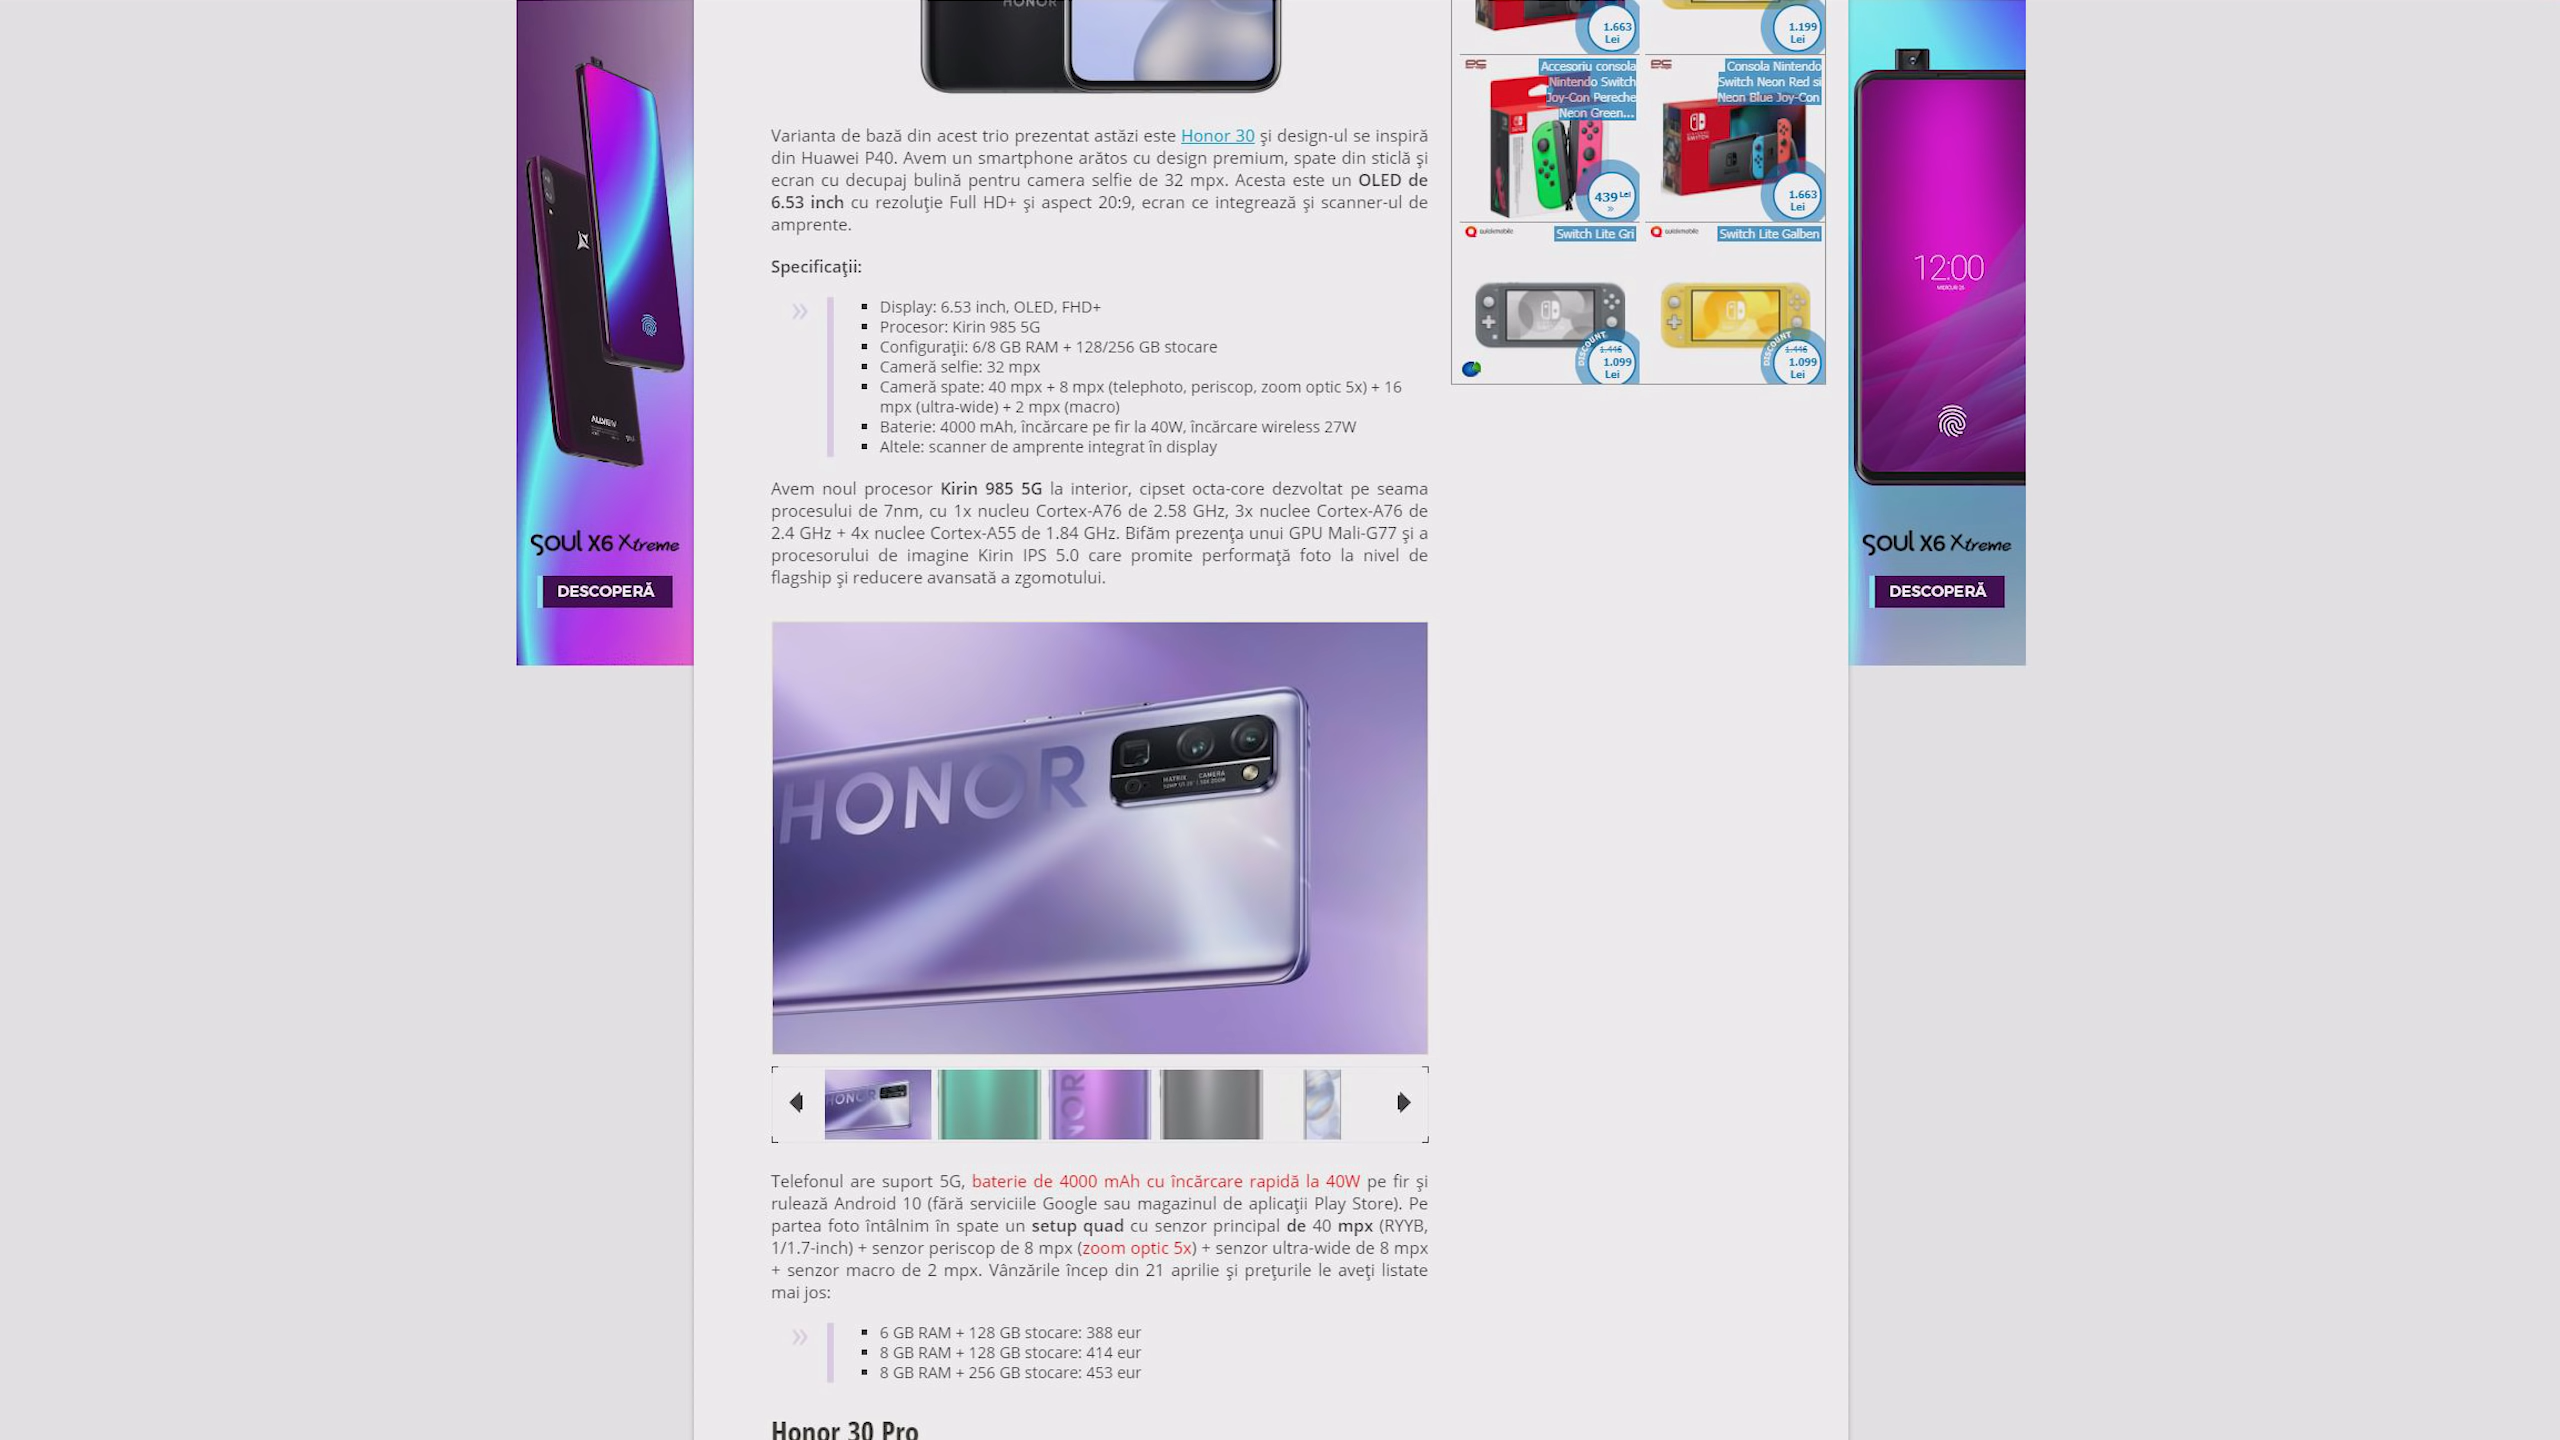 HONOR
Varianta de bază din acest trio prezentat astăzi este Honor 30 și design-ul se inspiră
din Huawei P40. Avem un smartphone arătos cu design premium, spate din sticlă și
ecran cu decupaj bulină pentru camera selfie de 32 mpx. Acesta este un OLED de
6.53 inch cu rezoluție Full HD+ și aspect 20:9, ecran ce integrează și scanner-ul de
amprente.
Specificații:
»
Display: 6.53 inch, OLED, FHD+
Procesor: Kirin 985 5G
Configurații: 6/8 GB RAM + 128/256 GB stocare
Cameră selfie: 32 mpx
Cameră spate: 40 mpx + 8 mpx (telephoto, periscop, zoom optic 5x) + 16
mpx (ultra-wide) + 2 mpx (macro)
Baterie: 4000 mAh, încărcare pe fir la 40W, încărcare wireless 27W
Altele: scanner de amprente integrat în display
Avem noul procesor Kirin 985 5G la interior, cipset octa-core dezvoltat pe seama
procesului de 7nm, cu 1x nucleu Cortex-A76 de 2.58 GHz, 3x nuclee Cortex-A76 de
2.4 GHz + 4x nuclee Cortex-A55 de 1.84 GHz. Bifăm prezența unui GPU Mali-G77 și a
procesorului de imagine Kirin IPS 5.0 care promite performață foto la nivel de
flagship și reducere avansată a zgomotului.
HONOR
MATRIX CAMERA
HONOR
HONOR
Telefonul are suport 5G, baterie de 4000 mAh cu încărcare rapidă la 40W pe fir și
rulează Android 10 (fără serviciile Google sau magazinul de aplicații Play Store). Pe
partea foto întâlnim în spate un setup quad cu senzor principal de 40 mpx (RYYB,
1/1.7-inch) + senzor periscop de 8 mpx (zoom optic 5x) + senzor ultra-wide de 8 mpx
+ senzor macro de 2 mpx. Vânzările încep din 21 aprilie și prețurile le aveți listate
mai jos:
»
6 GB RAM + 128 GB stocare: 388 eur
8 GB RAM + 128 GB stocare: 414 eur
8 GB RAM + 256 GB stocare: 453 eur
Honor 30 Pro
1.663
Lei
1.199
Lei
Accesoriu consola
Nintendo Switch
Joy-Con Pereche
Neon Green...
439 Lei
»
Consola Nintendo
Switch Neon Red si
Neon Blue Joy-Con
1.663
Lei
quickmobile
Switch Lite Gri
DISCOUNT
1.446
1.099
Lei
quickmobile
Switch Lite Galben
DISCOUNT
1.446
1.099
Lei
ALLVIEW
SOUL X6 Xtreme
DESCOPERĂ
12:00
MIERCURI 25
SOUL X6 Xtreme
DESCOPERĂ